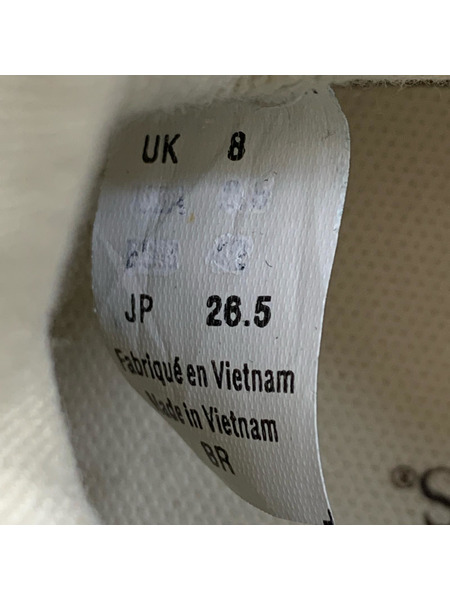 UK 8
JP 26.5
Fabriqué en Vietnam
Made in Vietnam
BR
S
®